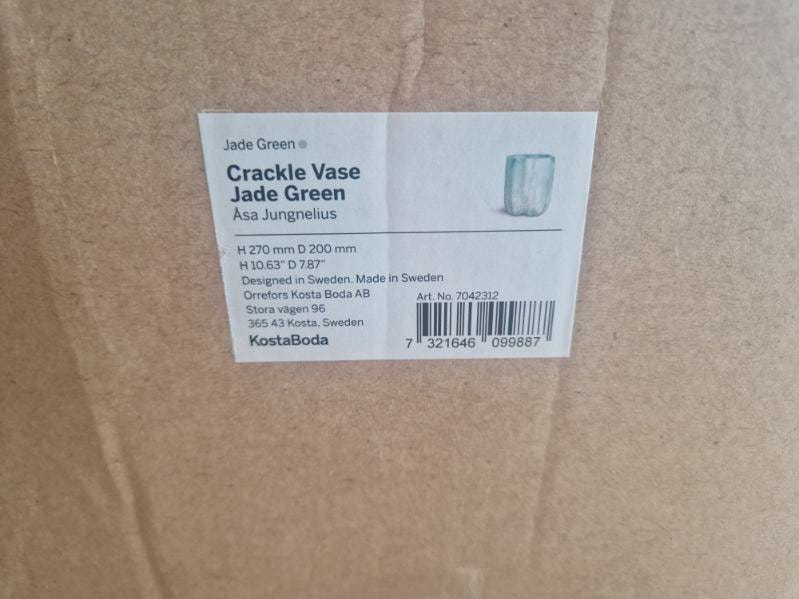 Jade Green
Crackle Vase
Jade Green
Åsa Jungnelius
H 270 mm D 200 mm
H 10.63" D 7.87"
Designed in Sweden. Made in Sweden
Orrefors Kosta Boda AB
Stora vägen 96
365 43 Kosta, Sweden
KostaBoda
Art. No. 7042312
7 321646 099887